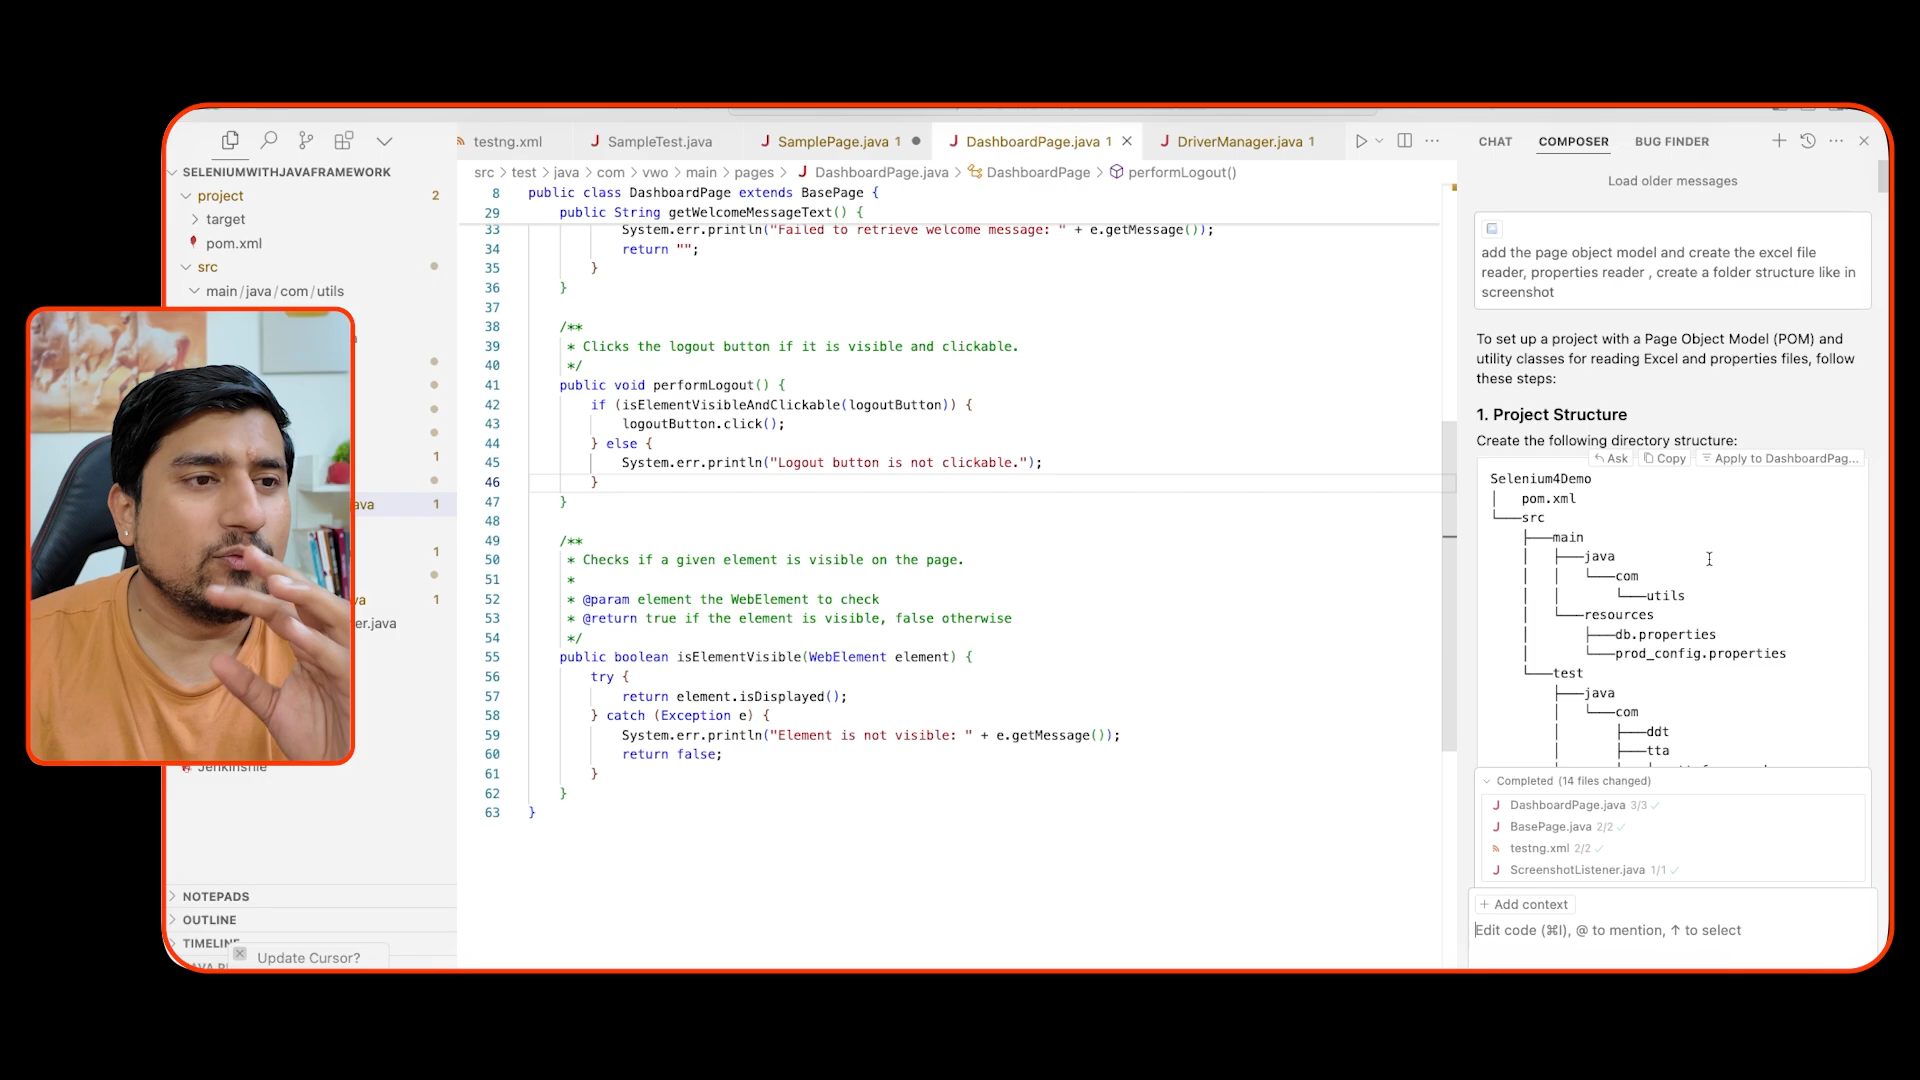 SELENIUMWITHJAVAFRAMEWORK
project 2
target
pom.xml
src
main/java/com/utils
1
ava 1
1
va 1
er.java
NOTEPADS
OUTLINE
TIMELINE
Update Cursor?
testng.xml
SampleTest.java
SamplePage.java 1
DashboardPage.java 1
DriverManager.java 1
src > test > java > com > vwo > main > pages > DashboardPage.java > DashboardPage > performLogout()
8 public class DashboardPage extends BasePage {
29 public String getWelcomeMessageText() {
33 System.err.println("Failed to retrieve welcome message: " + e.getMessage());
34 return "";
35 }
36 }
37
38 /**
39 * Clicks the logout button if it is visible and clickable.
40 */
41 public void performLogout() {
42 if (isElementVisibleAndClickable(logoutButton)) {
43 logoutButton.click();
44 } else {
45 System.err.println("Logout button is not clickable.");
46 }
47 }
48
49 /**
50 * Checks if a given element is visible on the page.
51 *
52 * @param element the WebElement to check
53 * @return true if the element is visible, false otherwise
54 */
55 public boolean isElementVisible(WebElement element) {
56 try {
57 return element.isDisplayed();
58 } catch (Exception e) {
59 System.err.println("Element is not visible: " + e.getMessage());
60 return false;
61 }
62 }
63 }
CHAT
COMPOSER
BUG FINDER
Load older messages
add the page object model and create the excel file
reader, properties reader , create a folder structure like in
screenshot
To set up a project with a Page Object Model (POM) and
utility classes for reading Excel and properties files, follow
these steps:
1. Project Structure
Create the following directory structure:
Ask
Copy
Apply to DashboardPag...
Selenium4Demo
│ pom.xml
└──src
├──main
│ ├──java
│ │ └──com
│ │ └──utils
│ └──resources
│ ├──db.properties
│ └──prod_config.properties
└──test
├──java
│ └──com
│ ├──ddt
│ ├──tta
Completed (14 files changed)
DashboardPage.java 3/3
BasePage.java 2/2
testng.xml 2/2
ScreenshotListener.java 1/1
+ Add context
Edit code (⌘I), @ to mention, ↑ to select